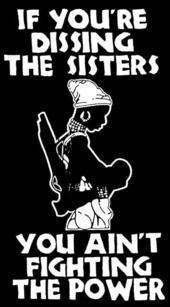 IF YOU'RE
DISSING
THE SISTERS
YOU AIN'T
FIGHTING
THE POWER